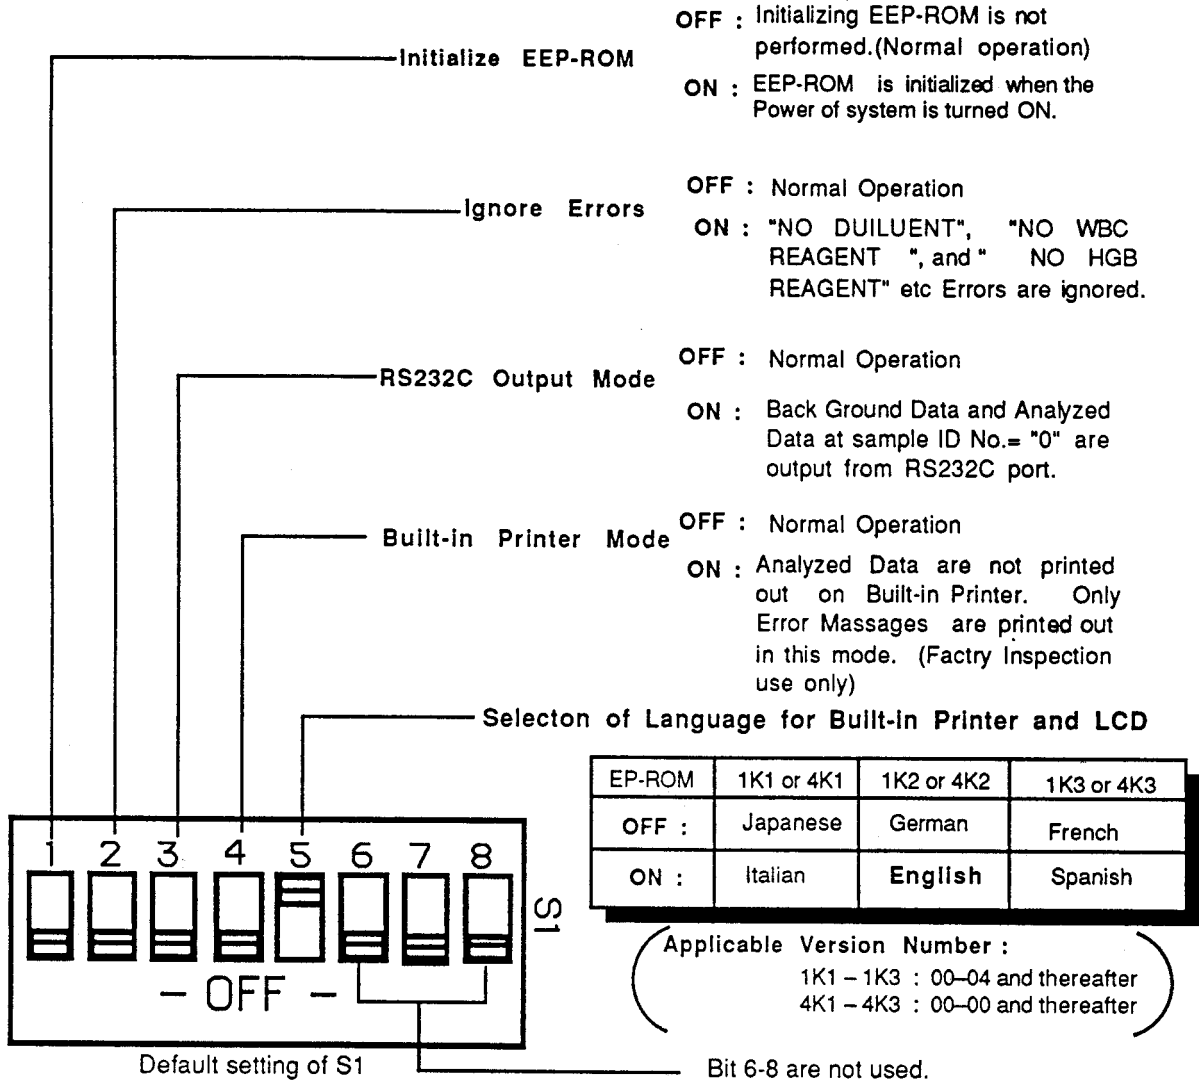 Initialize EEP-ROM
OFF : Initializing EEP-ROM is not
performed.(Normal operation)
ON : EEP-ROM is initialized when the
Power of system is turned ON.
Ignore Errors
OFF : Normal Operation
ON : "NO DUILUENT", "NO WBC
REAGENT ", and " NO HGB
REAGENT" etc Errors are ignored.
RS232C Output Mode
OFF : Normal Operation
ON : Back Ground Data and Analyzed
Data at sample ID No.= "0" are
output from RS232C port.
Built-in Printer Mode
OFF : Normal Operation
ON : Analyzed Data are not printed
out on Built-in Printer. Only
Error Massages are printed out
in this mode. (Factry Inspection
use only)
Selecton of Language for Built-in Printer and LCD
EP-ROM 1K1 or 4K1 1K2 or 4K2 1K3 or 4K3
OFF : Japanese German French
ON : Italian English Spanish
Applicable Version Number :
1K1 – 1K3 : 00–04 and thereafter
4K1 – 4K3 : 00–00 and thereafter
1 2 3 4 5 6 7 8
S1
– OFF –
Default setting of S1
Bit 6-8 are not used.